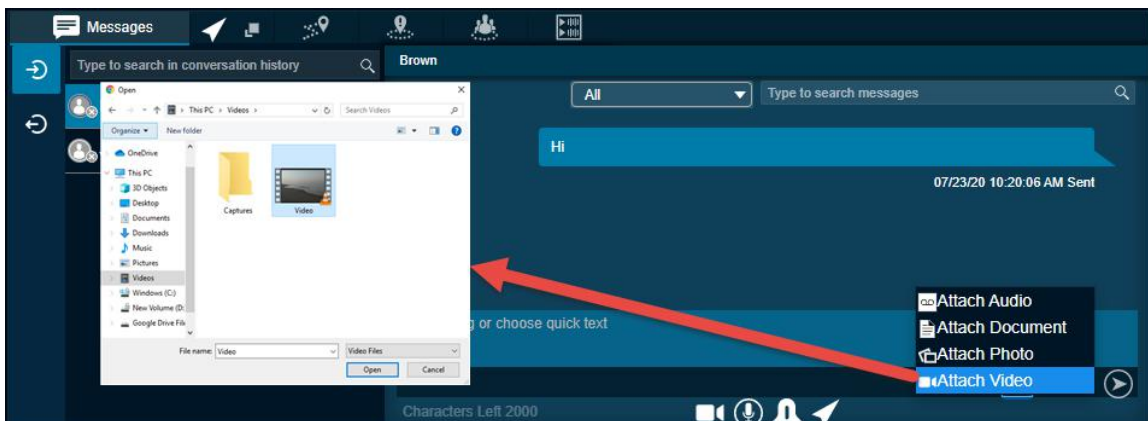 Messages
Type to search in conversation history
Brown
All
Type to search messages
Hi
07/23/20 10:20:06 AM Sent
Open
This PC > Videos >
Search Videos
Organize
New folder
OneDrive
This PC
3D Objects
Desktop
Documents
Downloads
Music
Pictures
Videos
Windows (C:)
New Volume (D:
Google Drive File
Captures
Video
File name:
Video
Video Files
Open
Cancel
or choose quick text
Attach Audio
Attach Document
Attach Photo
Attach Video
Characters Left 2000